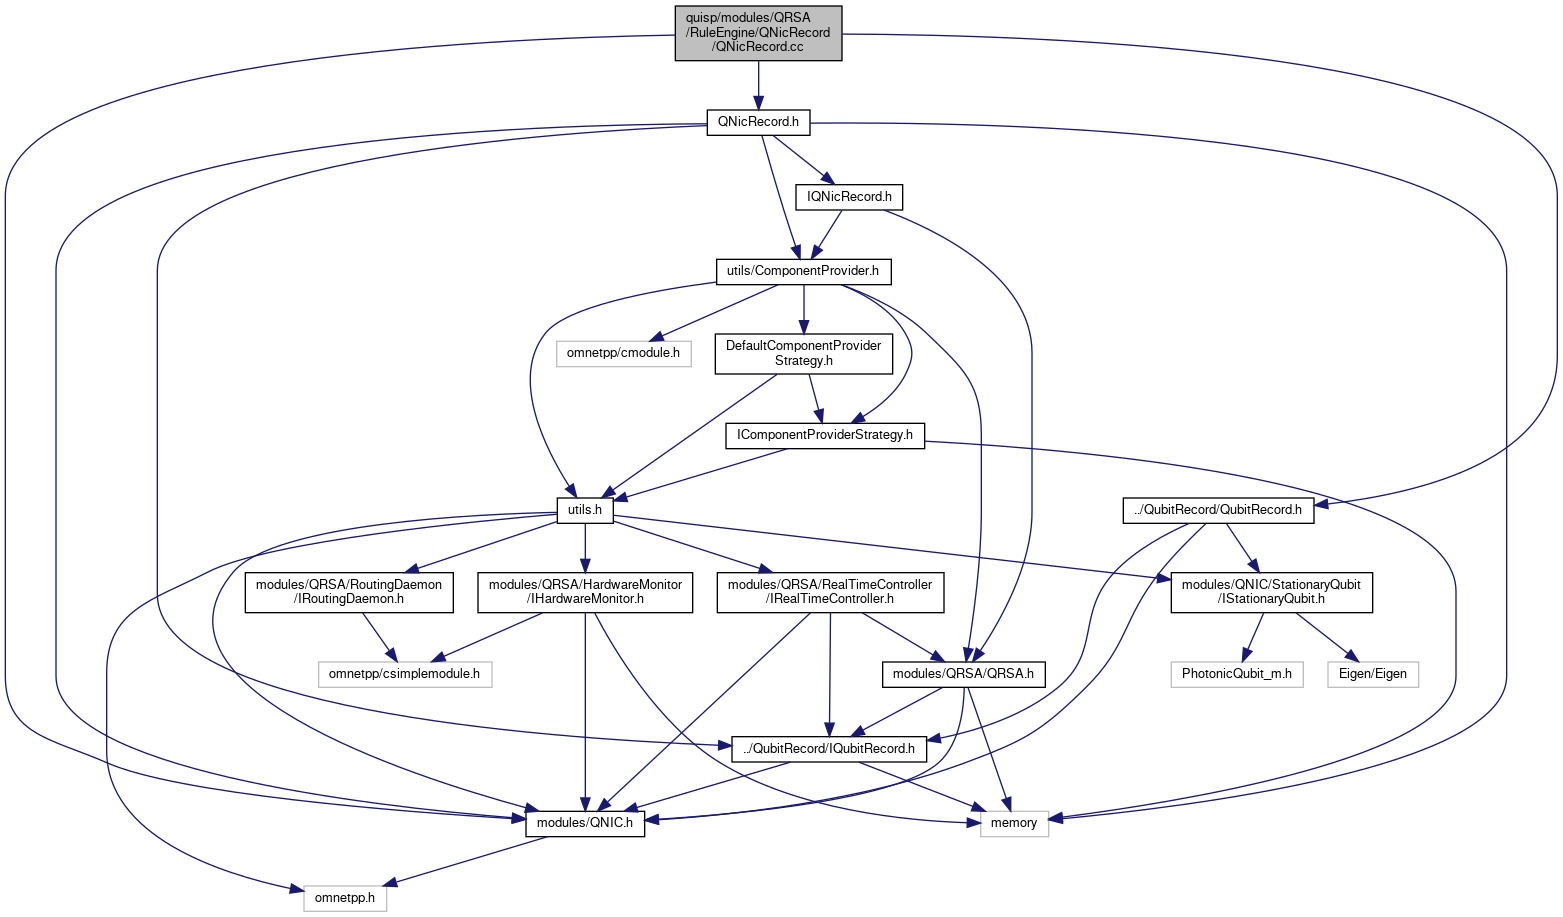 quisp/modules/QRSA
/RuleEngine/QNicRecord
/QNicRecord.cc
QNicRecord.h
IQNicRecord.h
utils/ComponentProvider.h
omnetpp/cmodule.h
DefaultComponentProvider
Strategy.h
IComponentProviderStrategy.h
utils.h
../QubitRecord/QubitRecord.h
modules/QRSA/RoutingDaemon
/IRoutingDaemon.h
modules/QRSA/HardwareMonitor
/IHardwareMonitor.h
modules/QRSA/RealTimeController
/IRealTimeController.h
modules/QNIC/StationaryQubit
/IStationaryQubit.h
omnetpp/csimplemodule.h
modules/QRSA/QRSA.h
PhotonicQubit_m.h
Eigen/Eigen
../QubitRecord/IQubitRecord.h
modules/QNIC.h
memory
omnetpp.h